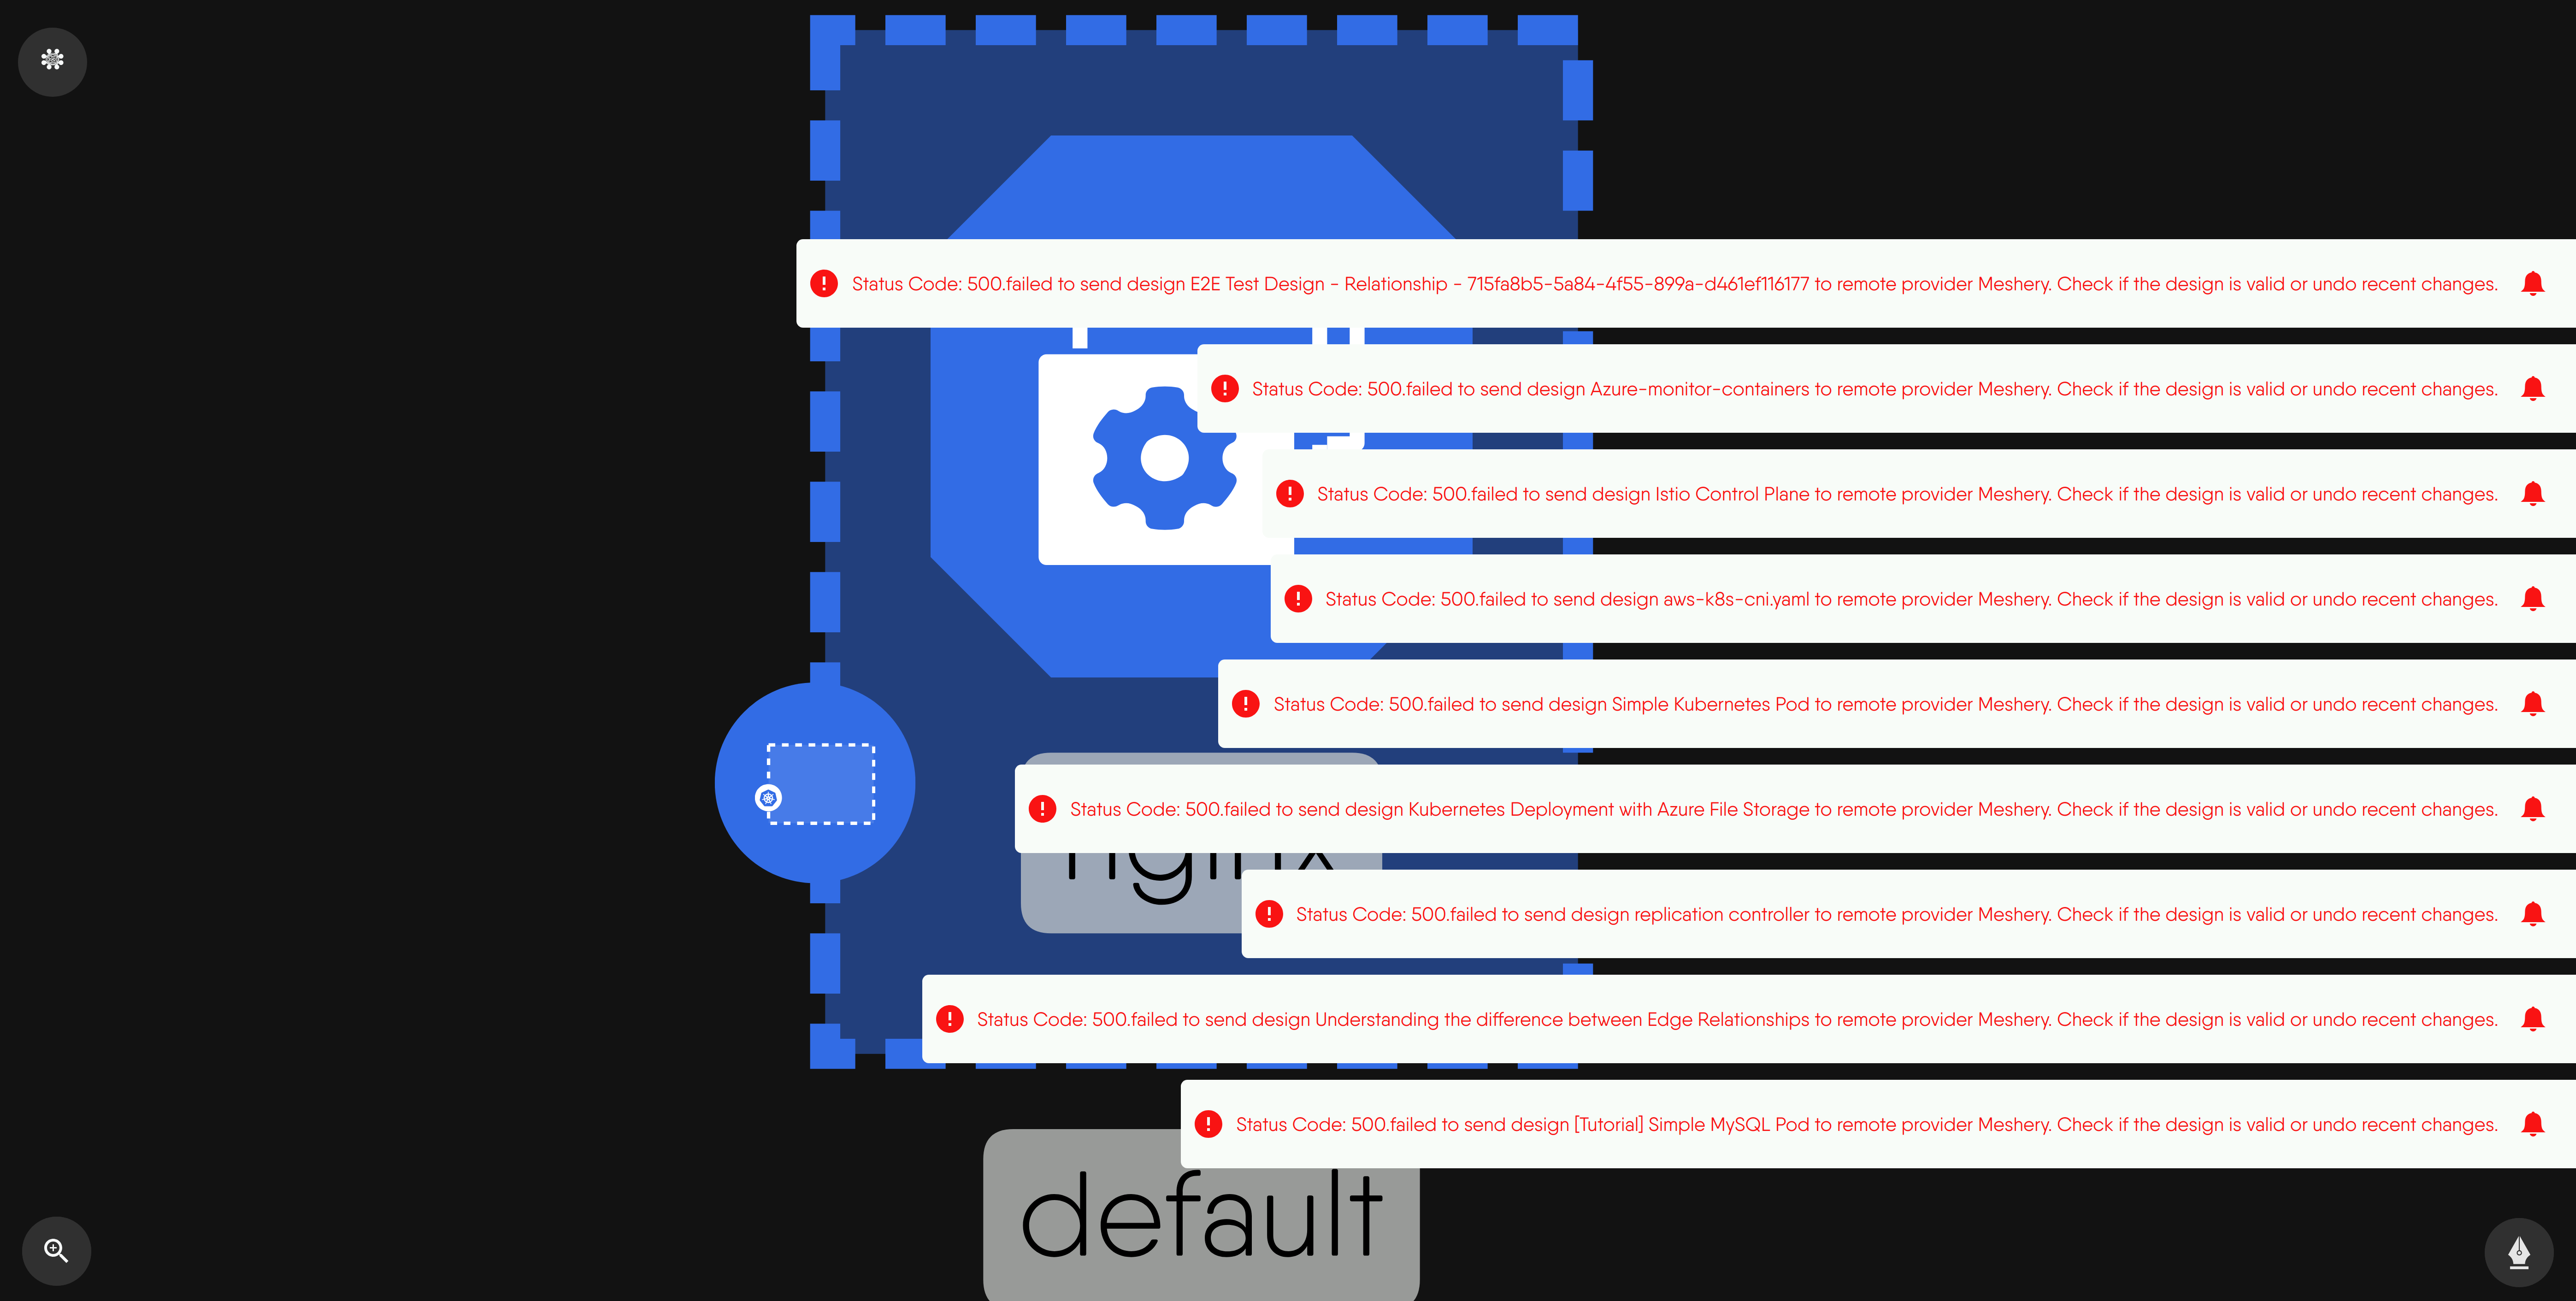 Status Code: 500.failed to send design E2E Test Design - Relationship - 715fa8b5-5a84-4f55-899a-d461ef116177 to remote provider Meshery. Check if the design is valid or undo recent changes.
Status Code: 500.failed to send design Azure-monitor-containers to remote provider Meshery. Check if the design is valid or undo recent changes.
Status Code: 500.failed to send design Istio Control Plane to remote provider Meshery. Check if the design is valid or undo recent changes.
Status Code: 500.failed to send design aws-k8s-cni.yaml to remote provider Meshery. Check if the design is valid or undo recent changes.
Status Code: 500.failed to send design Simple Kubernetes Pod to remote provider Meshery. Check if the design is valid or undo recent changes.
Status Code: 500.failed to send design Kubernetes Deployment with Azure File Storage to remote provider Meshery. Check if the design is valid or undo recent changes.
nginx
Status Code: 500.failed to send design replication controller to remote provider Meshery. Check if the design is valid or undo recent changes.
Status Code: 500.failed to send design Understanding the difference between Edge Relationships to remote provider Meshery. Check if the design is valid or undo recent changes.
Status Code: 500.failed to send design [Tutorial] Simple MySQL Pod to remote provider Meshery. Check if the design is valid or undo recent changes.
default